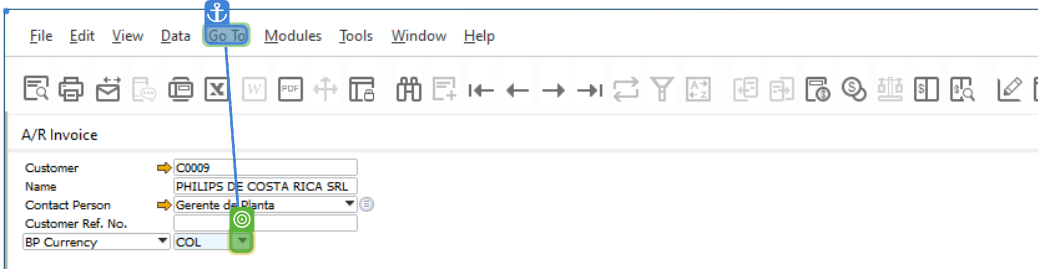 File Edit View Data Go To Modules Tools Window Help
W PDF
A/R Invoice
Customer C0009
Name PHILIPS DE COSTA RICA SRL
Contact Person Gerente de Planta
Customer Ref. No.
BP Currency COL